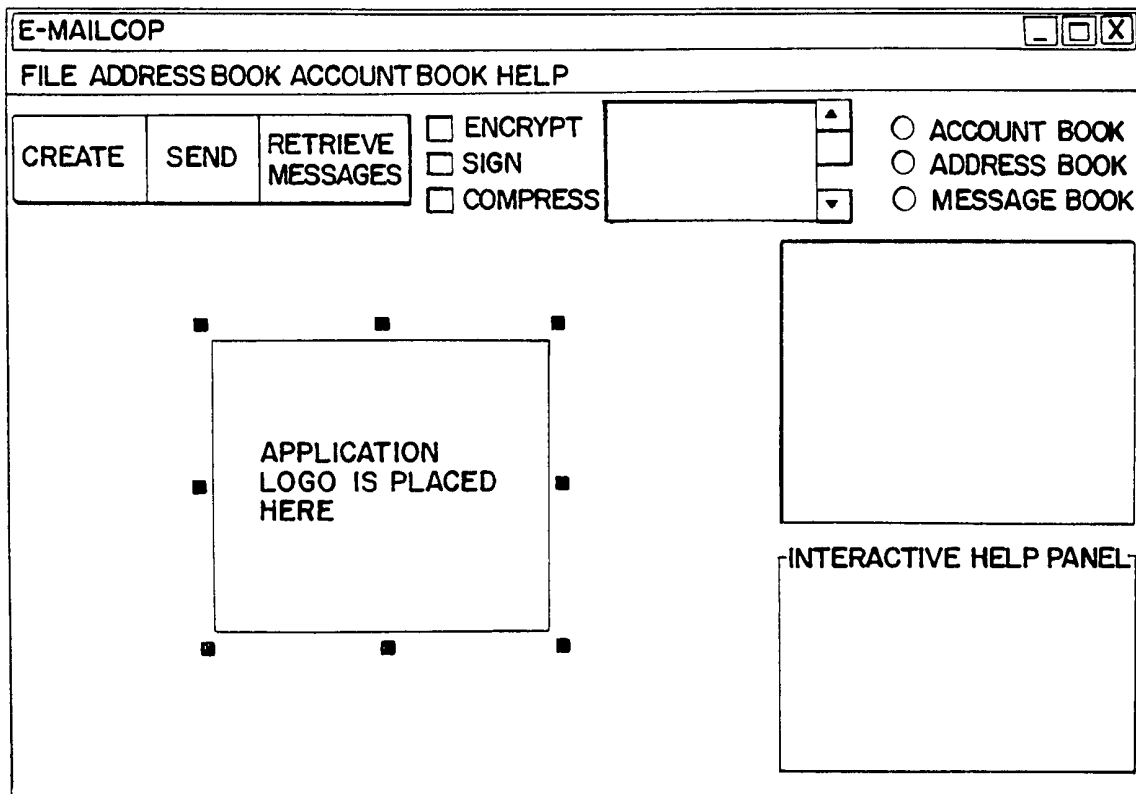 E-MAILCOP
FILE ADDRESS BOOK ACCOUNT BOOK HELP
CREATE
SEND
RETRIEVE
MESSAGES
ENCRYPT
SIGN
COMPRESS
ACCOUNT BOOK
ADDRESS BOOK
MESSAGE BOOK
APPLICATION
LOGO IS PLACED
HERE
INTERACTIVE HELP PANEL